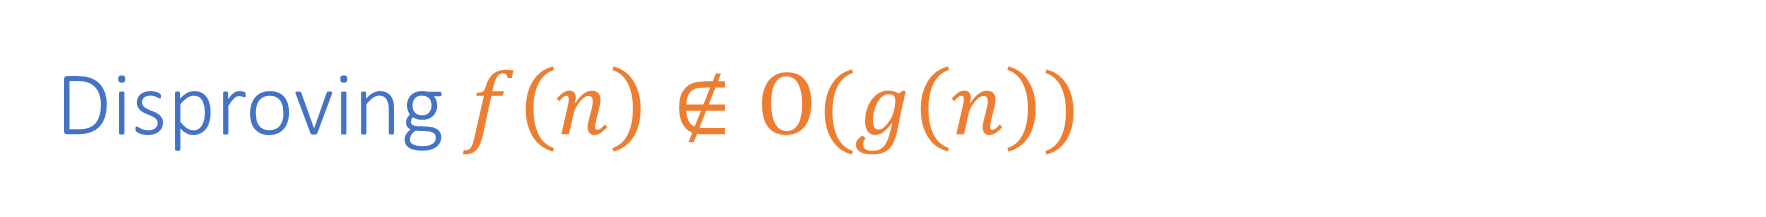 Disproving f(n) ∉ O(g(n))